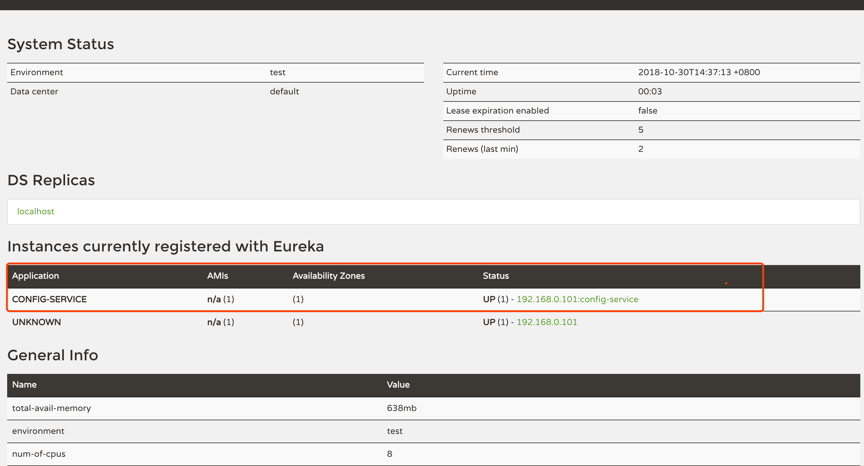 System Status
Environment test
Data center default
Current time 2018-10-30T14:37:13 +0800
Uptime 00:03
Lease expiration enabled false
Renews threshold 5
Renews (last min) 2
DS Replicas
localhost
Instances currently registered with Eureka
Application AMIs Availability Zones Status
CONFIG-SERVICE n/a (1) (1) UP (1) - 192.168.0.101:config-service
UNKNOWN n/a (1) (1) UP (1) - 192.168.0.101
General Info
Name Value
total-avail-memory 638mb
environment test
num-of-cpus 8